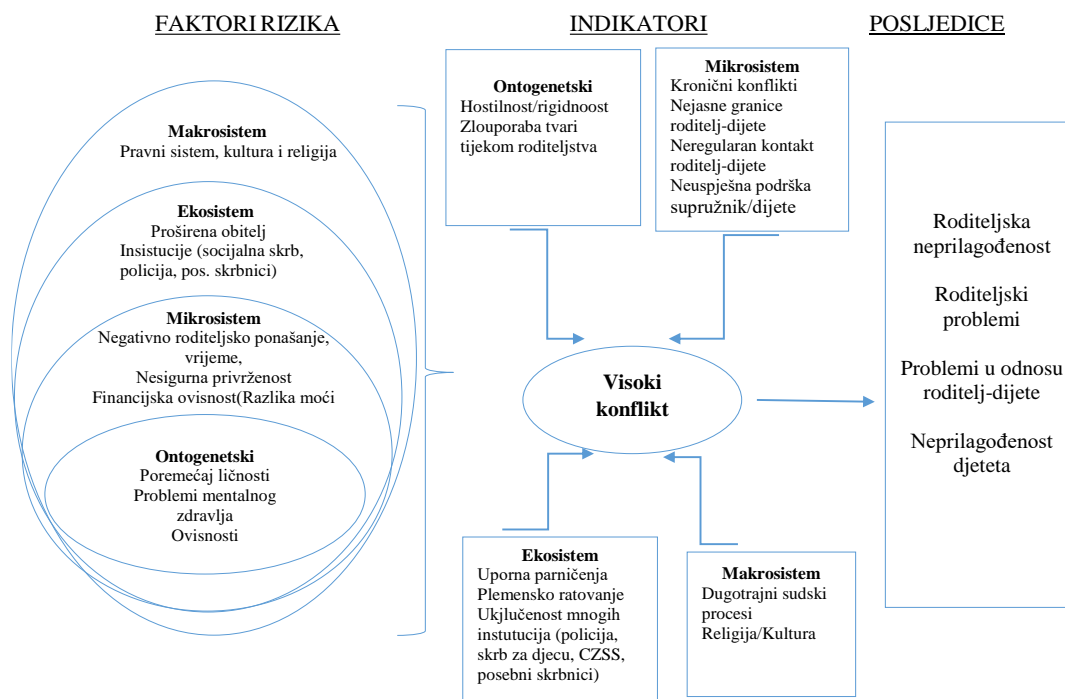 FAKTORI RIZIKA
Makrosistem
Pravni sistem, kultura i religija
Ekosistem
Proširena obitelj
Insistucije (socijalna skrb,
policija, pos. skrbnici)
Mikrosistem
Negativno roditeljsko ponašanje,
vrijeme,
Nesigurna privrženost
Financijska ovisnost(Razlika moći
Ontogenetski
Poremećaj ličnosti
Problemi mentalnog
zdravlja
Ovisnosti
INDIKATORI
Ontogenetski
Hostilnost/rigidnoost
Zlouporaba tvari
tijekom roditeljstva
Mikrosistem
Kronični konflikti
Nejasne granice
roditelj-dijete
Neregularan kontakt
roditelj-dijete
Neuspješna podrška
supružnik/dijete
Visoki
konflikt
Ekosistem
Uporna parničenja
Plemensko ratovanje
Ukjlučenost mnogih
instutucija (policija,
skrb za djecu, CZSS,
posebni skrbnici)
Makrosistem
Dugotrajni sudski
procesi
Religija/Kultura
POSLJEDICE
Roditeljska
neprilagođenost
Roditeljski
problemi
Problemi u odnosu
roditelj-dijete
Neprilagođenost
djeteta